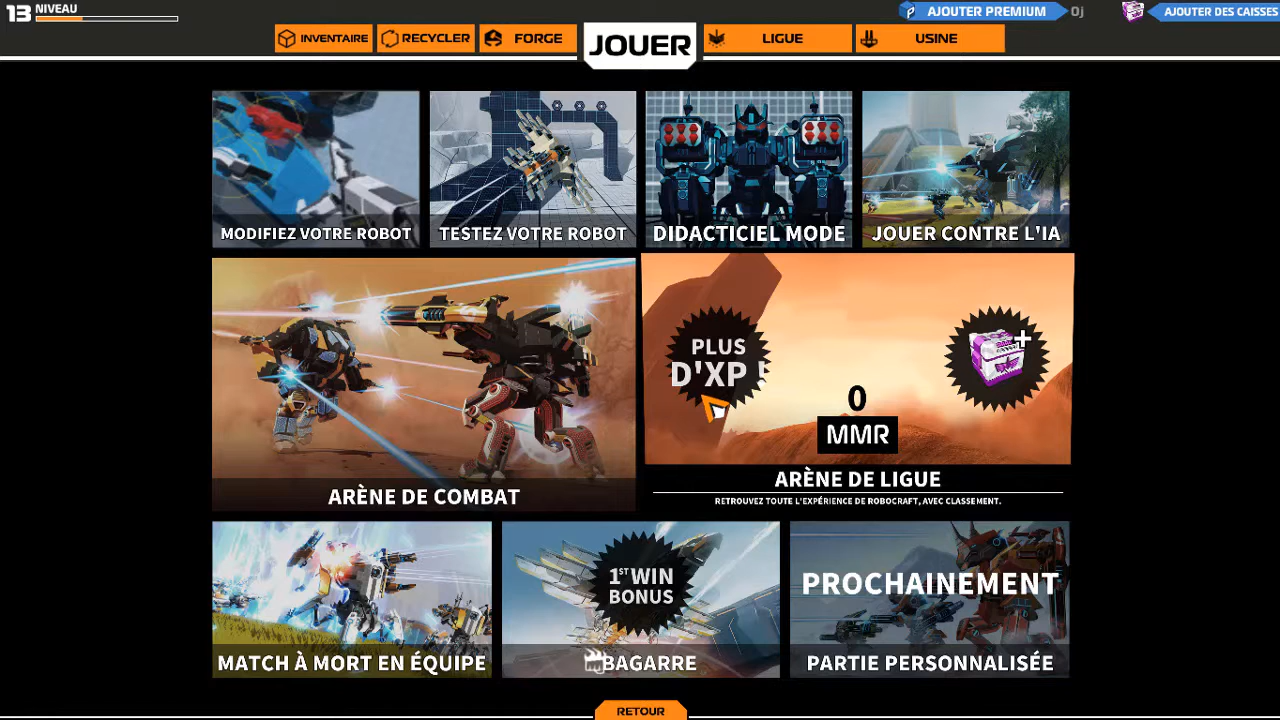 13 NIVEAU
AJOUTER PREMIUM 0j
AJOUTER DES CAISSES
INVENTAIRE
RECYCLER
FORGE
JOUER
LIGUE
USINE
MODIFIEZ VOTRE ROBOT
TESTEZ VOTRE ROBOT
DIDACTICIEL MODE
JOUER CONTRE L'IA
ARÈNE DE COMBAT
PLUS
D'XP !
0
MMR
ARÈNE DE LIGUE
RETROUVEZ TOUTE L'EXPÉRIENCE DE ROBOCRAFT, AVEC CLASSEMENT.
MATCH À MORT EN ÉQUIPE
1ST WIN
BONUS
BAGARRE
PROCHAINEMENT
PARTIE PERSONNALISÉE
RETOUR